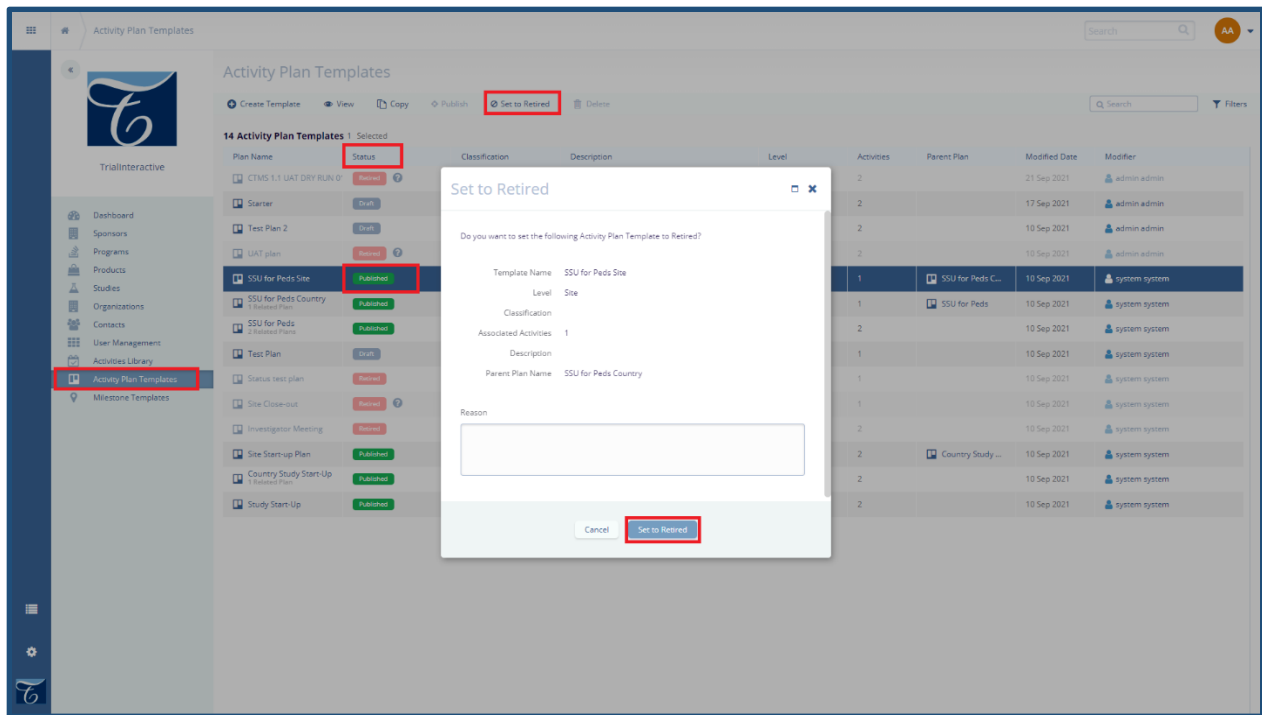 Activity Plan Templates
Search
AA
Trialinteractive
Dashboard
Sponsors
Programs
Products
Studies
Organizations
Contacts
User Management
Activities Library
Activity Plan Templates
Milestone Templates
Activity Plan Templates
Create Template View Copy Publish Set to Retired Delete Search Filters
14 Activity Plan Templates 1 Selected
Plan Name Status Classification Description Level Activities Parent Plan Modified Date Modifier
CTMS 1.1 UAT DRY RUN 0 Retired 2 21 Sep 2021 admin admin
Starter Draft 2 17 Sep 2021 admin admin
Test Plan 2 Draft 2 10 Sep 2021 admin admin
UAT plan Retired 2 10 Sep 2021 admin admin
SSU for Peds Site Published 1 SSU for Peds C... 10 Sep 2021 system system
SSU for Peds Country Published 1 SSU for Peds 10 Sep 2021 system system
1 Related Plan
SSU for Peds Published 2 10 Sep 2021 system system
2 Related Plans
Test Plan Draft 1 10 Sep 2021 system system
Status test plan Retired 1 10 Sep 2021 system system
Site Close-out Retired 1 10 Sep 2021 system system
Investigator Meeting Retired 2 10 Sep 2021 system system
Site Start-up Plan Published 2 Country Study ... 10 Sep 2021 system system
Country Study Start-Up Published 2 10 Sep 2021 system system
1 Related Plan
Study Start-Up Published 2 10 Sep 2021 system system
Set to Retired
Do you want to set the following Activity Plan Template to Retired?
Template Name SSU for Peds Site
Level Site
Classification
Associated Activities 1
Description
Parent Plan Name SSU for Peds Country
Reason
Cancel Set to Retired